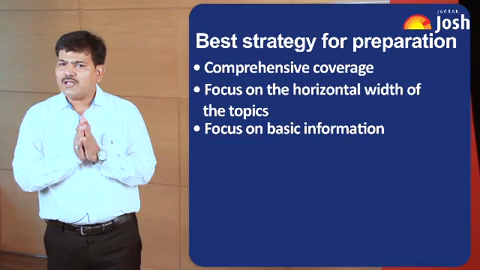 JAGRAN
Josh
Best strategy for preparation
• Comprehensive coverage
• Focus on the horizontal width of
the topics
• Focus on basic information